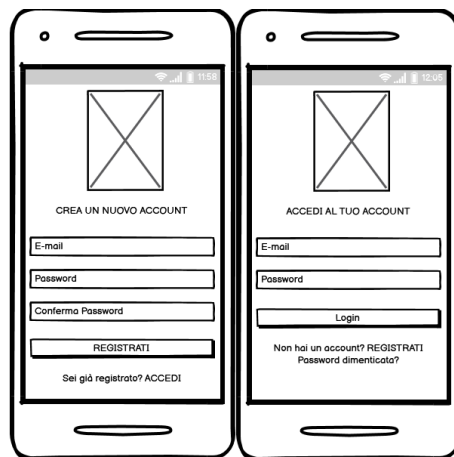 11:58
CREA UN NUOVO ACCOUNT
E-mail
Password
Conferma Password
REGISTRATI
Sei già registrato? ACCEDI
12:05
ACCEDI AL TUO ACCOUNT
E-mail
Password
Login
Non hai un account? REGISTRATI
Password dimenticata?